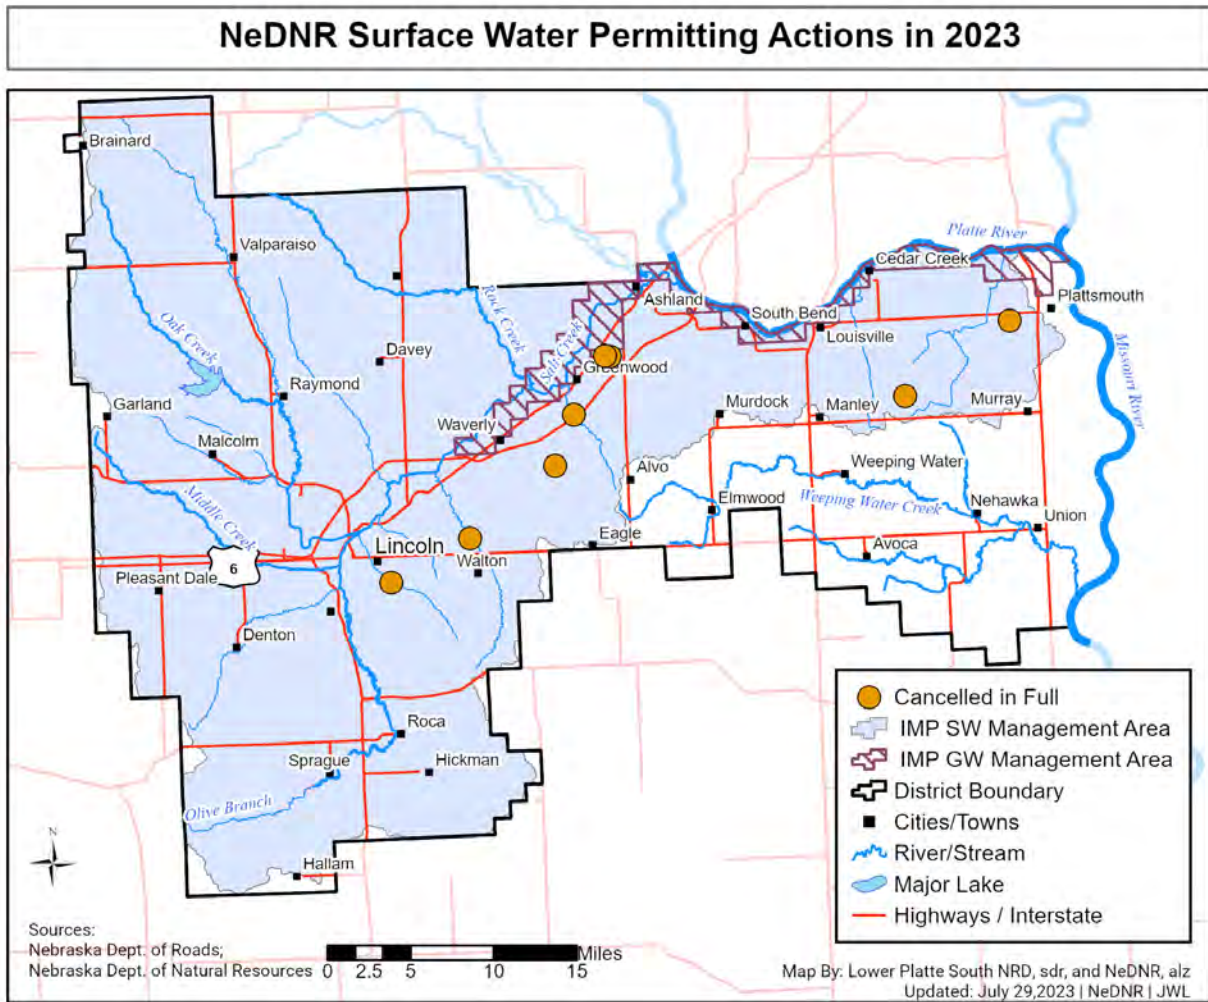 NeDNR Surface Water Permitting Actions in 2023
Brainard
Valparaiso
Platte River
Cedar Creek
Ashland
Plattsmouth
Rock Creek
South Bend
Louisville
Oak Creek
Salt Creek
Davey
Greenwood
Missouri River
Raymond
Garland
Murdock
Manley
Murray
Malcolm
Waverly
Weeping Water
Alvo
Middle Creek
Elmwood
Weeping Water Creek
Nehawka
Union
Eagle
Avoca
Lincoln
6
Walton
Pleasant Dale
Denton
Roca
Sprague
Hickman
Olive Branch
Hallam
N
Cancelled in Full
IMP SW Management Area
IMP GW Management Area
District Boundary
Cities/Towns
River/Stream
Major Lake
Highways / Interstate
Sources:
Nebraska Dept. of Roads;
Nebraska Dept. of Natural Resources
0 2.5 5 10 15 Miles
Map By: Lower Platte South NRD, sdr, and NeDNR, alz
Updated: July 29,2023 | NeDNR | JWL